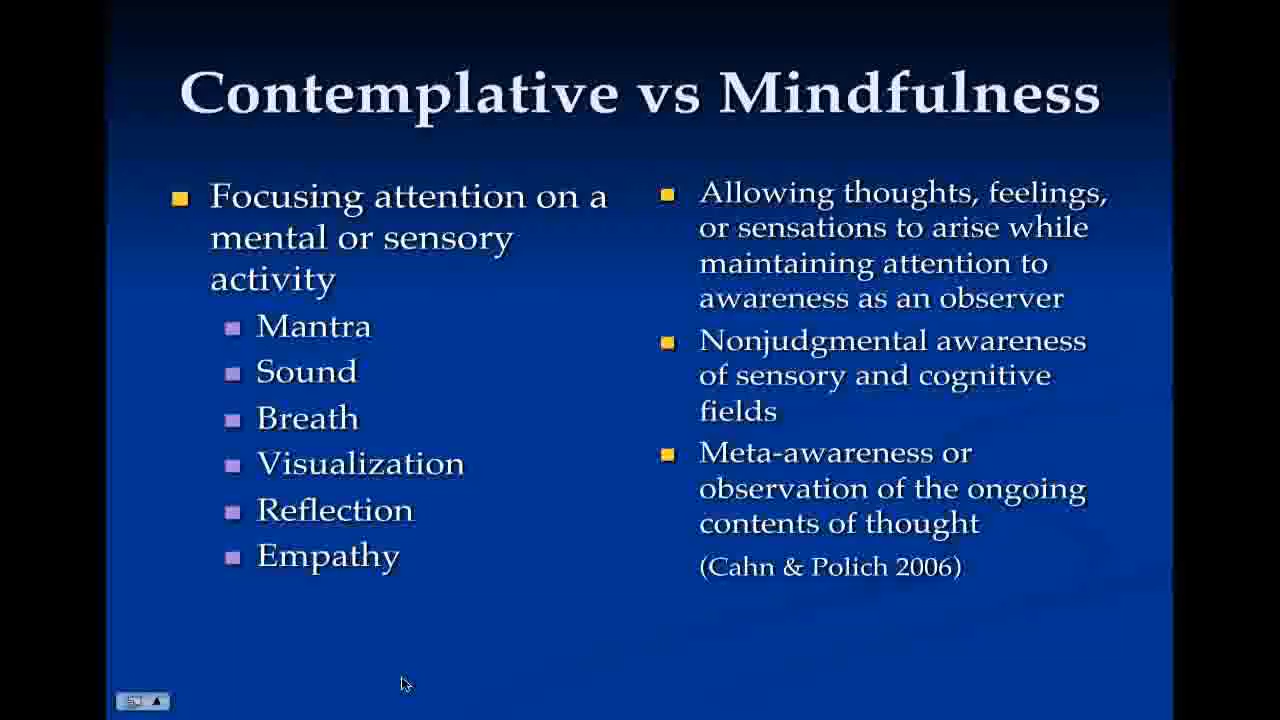 Contemplative vs Mindfulness
Focusing attention on a
mental or sensory
activity
Mantra
Sound
Breath
Visualization
Reflection
Empathy
Allowing thoughts, feelings,
or sensations to arise while
maintaining attention to
awareness as an observer
Nonjudgmental awareness
of sensory and cognitive
fields
Meta-awareness or
observation of the ongoing
contents of thought
(Cahn & Polich 2006)